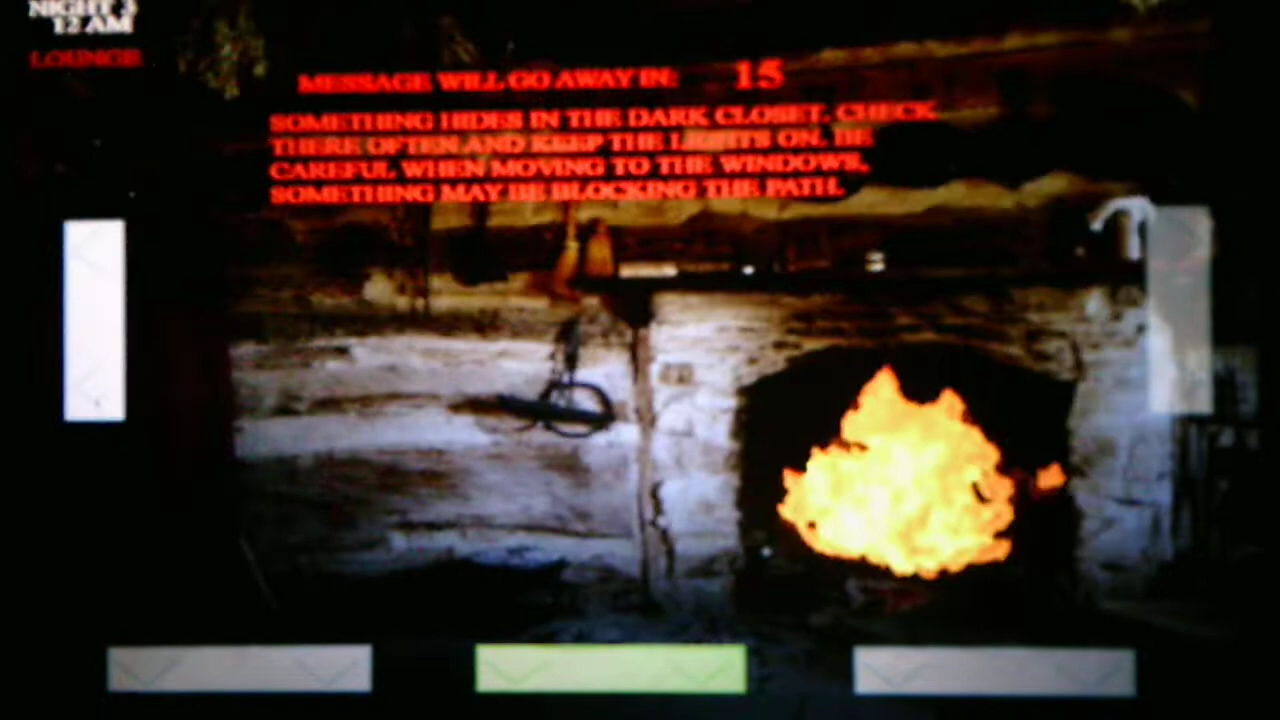 NIGHT 3
12 AM
LOUNGE
MESSAGE WILL GO AWAY IN: 15
SOMETHING HIDES IN THE DARK CLOSET. CHECK
THERE OFTEN AND KEEP THE LIGHTS ON. BE
CAREFUL WHEN MOVING TO THE WINDOWS,
SOMETHING MAY BE BLOCKING THE PATH.